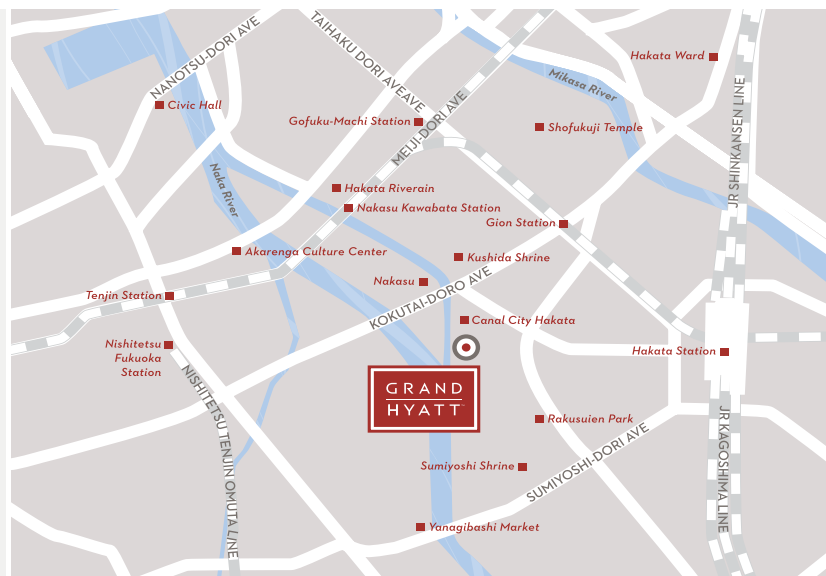 NANOTSU-DORI AVE
TAIHAKU DORI AVEAVE
Hakata Ward
Mikasa River
Civic Hall
Gofuku-Machi Station
MEIJI-DORI AVE
Shofukuji Temple
JR SHINKANSEN LINE
Naka River
Hakata Riverain
Nakasu Kawabata Station
Gion Station
Akarenga Culture Center
Kushida Shrine
Nakasu
Tenjin Station
KOKUTAI-DORO AVE
Canal City Hakata
Nishitetsu
Fukuoka
Station
Hakata Station
GRAND
HYATT™
NISHITETSU TENJIN OMUTA LINE
Rakusuien Park
JR KAGOSHIMA LINE
Sumiyoshi Shrine
SUMIYOSHI-DORI AVE
Yanagibashi Market